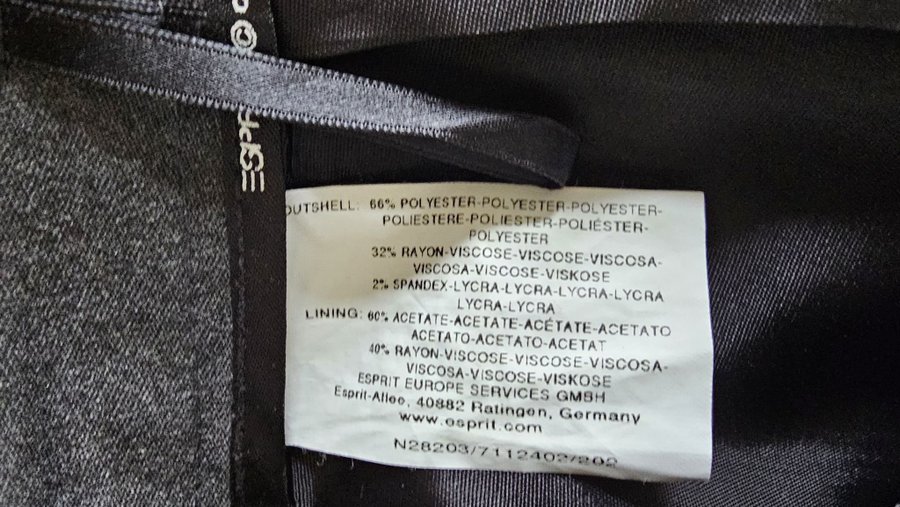 OUTSHELL: 66% POLYESTER-POLYESTER-POLYESTER-
POLIESTERE-POLIESTER-POLIÉSTER-
POLYESTER
32% RAYON-VISCOSE-VISCOSE-VISCOSA-
VISCOSA-VISCOSE-VISKOSE
2% SPANDEX-LYCRA-LYCRA-LYCRA-LYCRA
LYCRA-LYCRA
LINING: 60% ACETATE-ACETATE-ACÉTATE-ACETATO
ACETATO-ACETATO-ACETAT
40% RAYON-VISCOSE-VISCOSE-VISCOSA-
VISCOSA-VISCOSE-VISKOSE
ESPRIT EUROPE SERVICES GMBH
Esprit-Allee, 40882 Ratingen, Germany
www.esprit.com
N28203/7112402/202